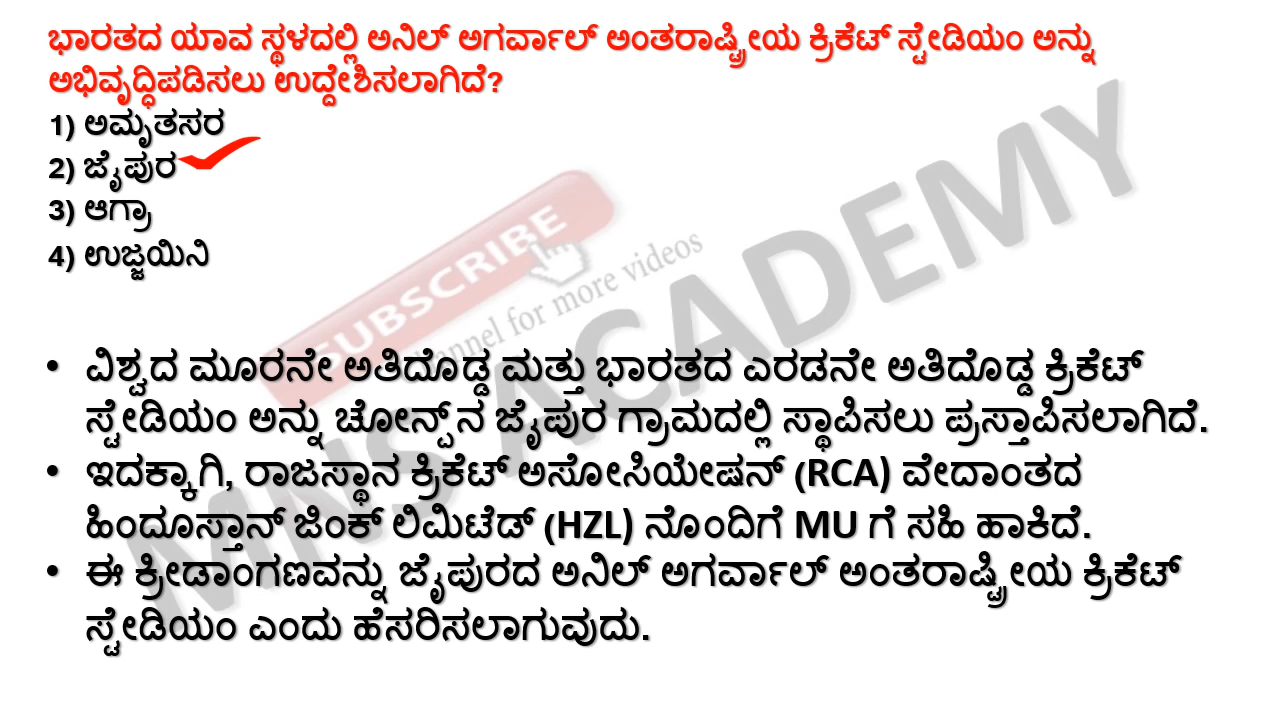 ಭಾರತದ ಯಾವ ಸ್ಥಳದಲ್ಲಿ ಅನಿಲ್ ಅಗರ್ವಾಲ್ ಅಂತರಾಷ್ಟ್ರೀಯ ಕ್ರಿಕೆಟ್ ಸ್ಟೇಡಿಯಂ ಅನ್ನು
ಅಭಿವೃದ್ಧಿಪಡಿಸಲು ಉದ್ದೇಶಿಸಲಾಗಿದೆ?
1) ಅಮೃತಸರ
2) ಜೈಪುರ
3) ಆಗ್ರಾ
4) ಉಜ್ಜಯಿನಿ
SUBSCRIBE
channel for more videos
MNS ACADEMY
• ವಿಶ್ವದ ಮೂರನೇ ಅತಿದೊಡ್ಡ ಮತ್ತು ಭಾರತದ ಎರಡನೇ ಅತಿದೊಡ್ಡ ಕ್ರಿಕೆಟ್
ಸ್ಟೇಡಿಯಂ ಅನ್ನು ಚೋನ್ಪ್‌ನ ಜೈಪುರ ಗ್ರಾಮದಲ್ಲಿ ಸ್ಥಾಪಿಸಲು ಪ್ರಸ್ತಾಪಿಸಲಾಗಿದೆ.
• ಇದಕ್ಕಾಗಿ, ರಾಜಸ್ಥಾನ ಕ್ರಿಕೆಟ್ ಅಸೋಸಿಯೇಷನ್ (RCA) ವೇದಾಂತದ
ಹಿಂದೂಸ್ತಾನ್ ಜಿಂಕ್ ಲಿಮಿಟೆಡ್ (HZL) ನೊಂದಿಗೆ MU ಗೆ ಸಹಿ ಹಾಕಿದೆ.
• ಈ ಕ್ರೀಡಾಂಗಣವನ್ನು ಜೈಪುರದ ಅನಿಲ್ ಅಗರ್ವಾಲ್ ಅಂತರಾಷ್ಟ್ರೀಯ ಕ್ರಿಕೆಟ್
ಸ್ಟೇಡಿಯಂ ಎಂದು ಹೆಸರಿಸಲಾಗುವುದು.